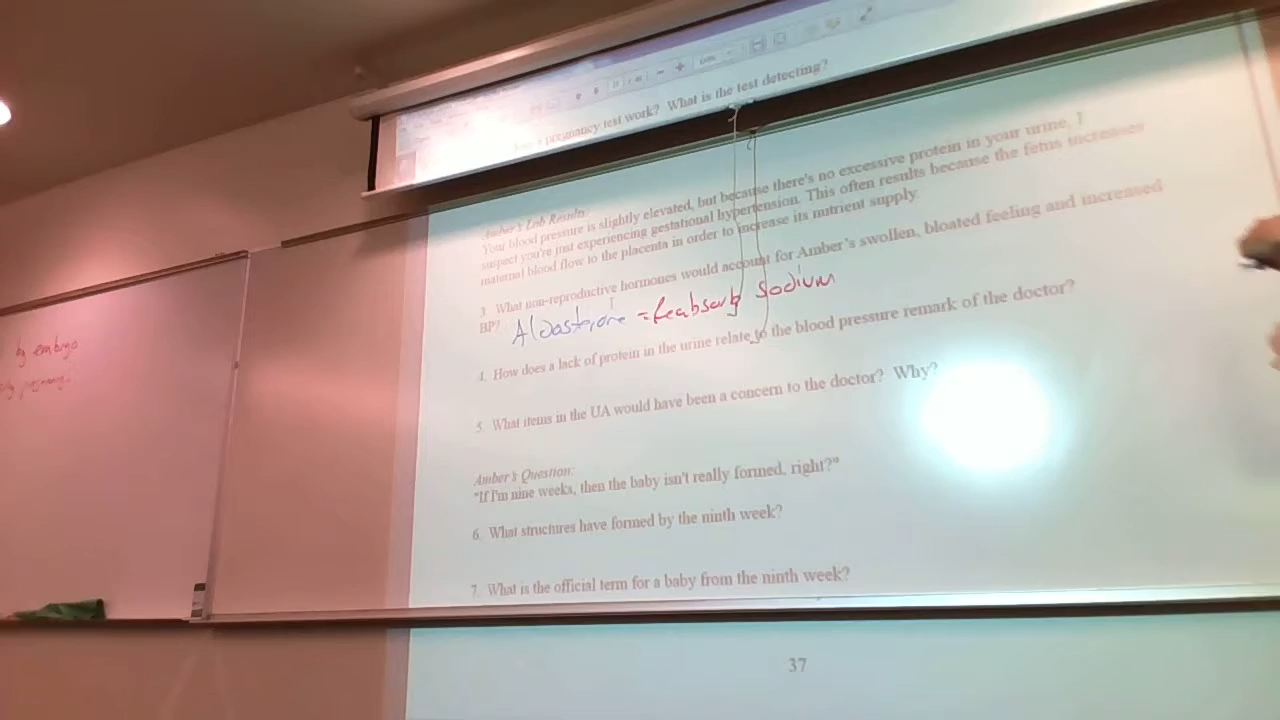 pregnancy test work? What is the test detecting?
Amber's Lab Results:
Your blood pressure is slightly elevated, but because there's no excessive protein in your urine, I
suspect you're just experiencing gestational hypertension. This often results because the fetus increases
maternal blood flow to the placenta in order to increase its nutrient supply.
3. What non-reproductive hormones would account for Amber's swollen, bloated feeling and increased
BP?
Aldosterone = Reabsorb Sodium
4. How does a lack of protein in the urine relate to the blood pressure remark of the doctor?
5. What items in the UA would have been a concern to the doctor? Why?
Amber's Question:
"If I'm nine weeks, then the baby isn't really formed, right?"
6. What structures have formed by the ninth week?
7. What is the official term for a baby from the ninth week?
37
by embryo